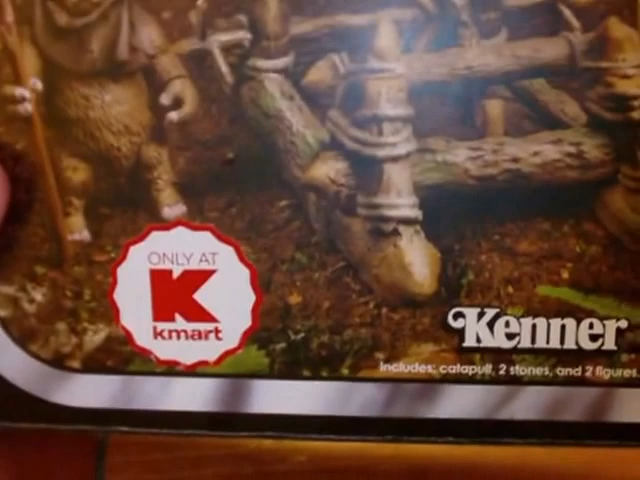 ONLY AT
K
kmart
Kenner
Includes: catapult, 2 stones, and 2 figures.